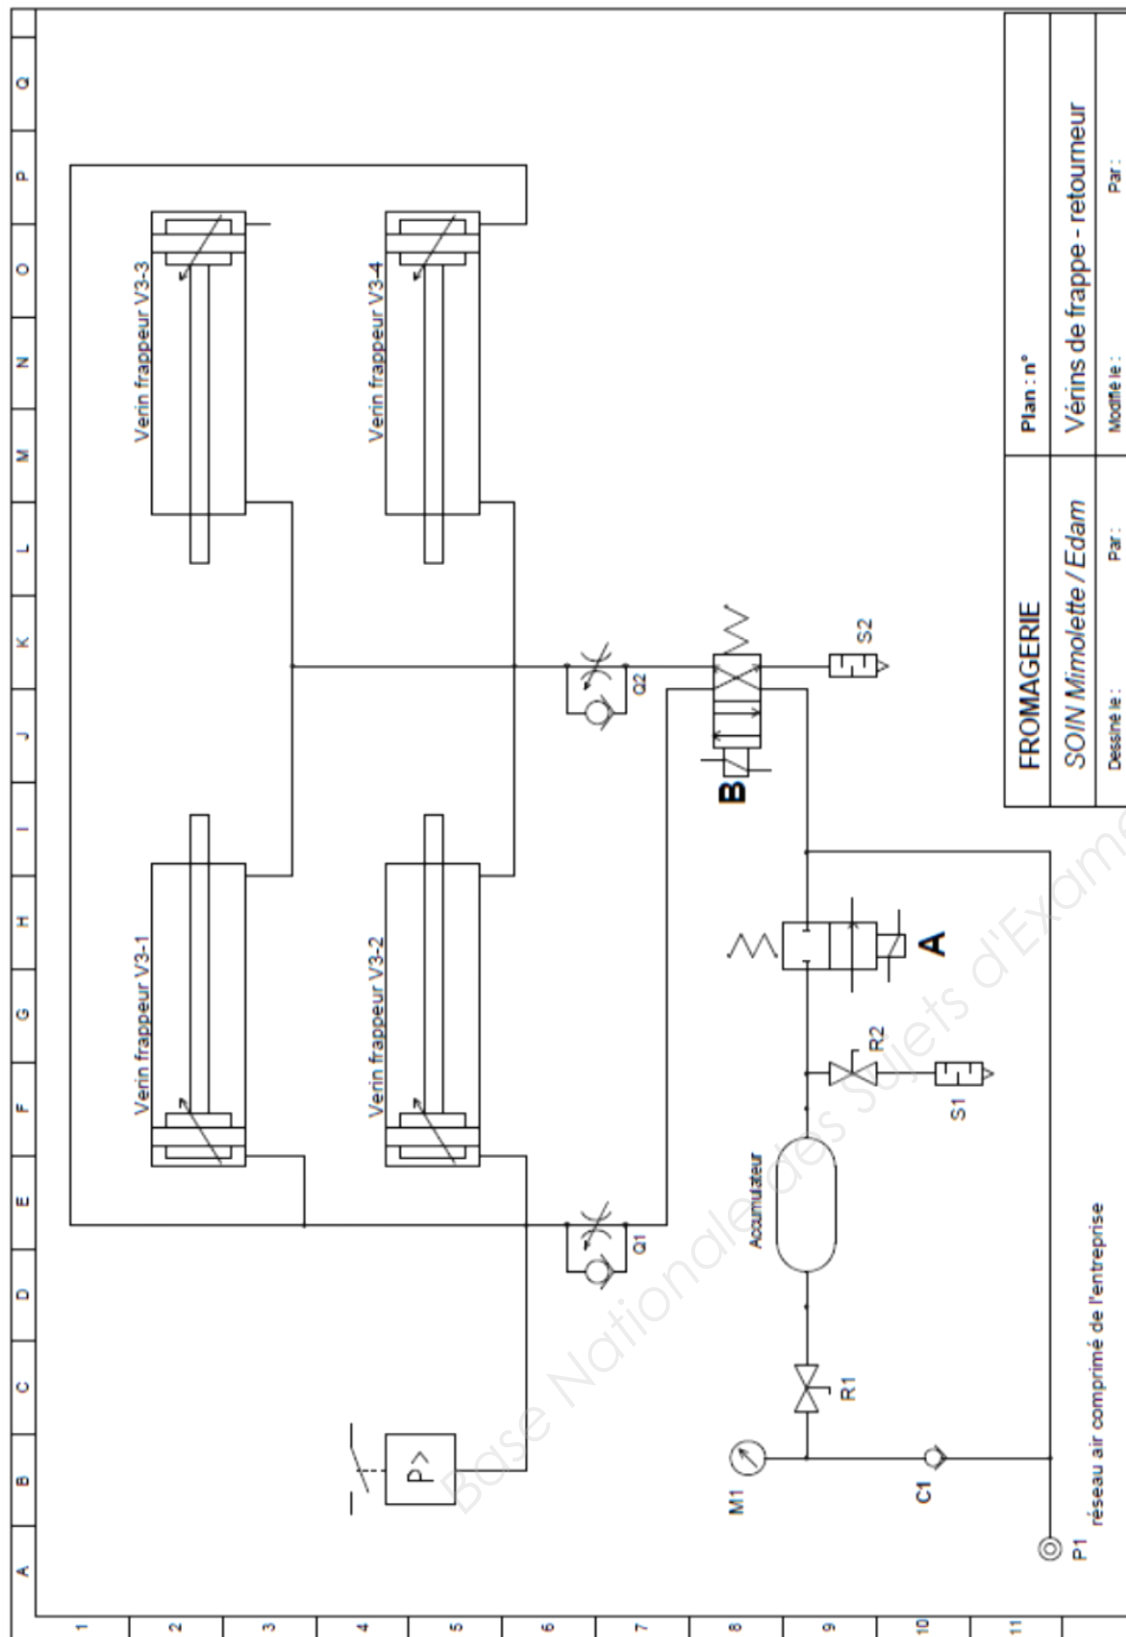 A B C D E F G H I J K L M N O P Q
1
2
3
4
5
6
7
8
9
10
11
Verin frappeur V3-1
Verin frappeur V3-3
Verin frappeur V3-2
Verin frappeur V3-4
P>
Q1
Q2
B
S2
M1
R1
Accumulateur
R2
S1
A
C1
P1
réseau air comprimé de l'entreprise
FROMAGERIE
Plan : n°
SOIN Mimolette / Edam
Vérins de frappe - retourneur
Dessiné le :
Par :
Modifié le :
Par :
Base Nationale des Sujets d'Exame